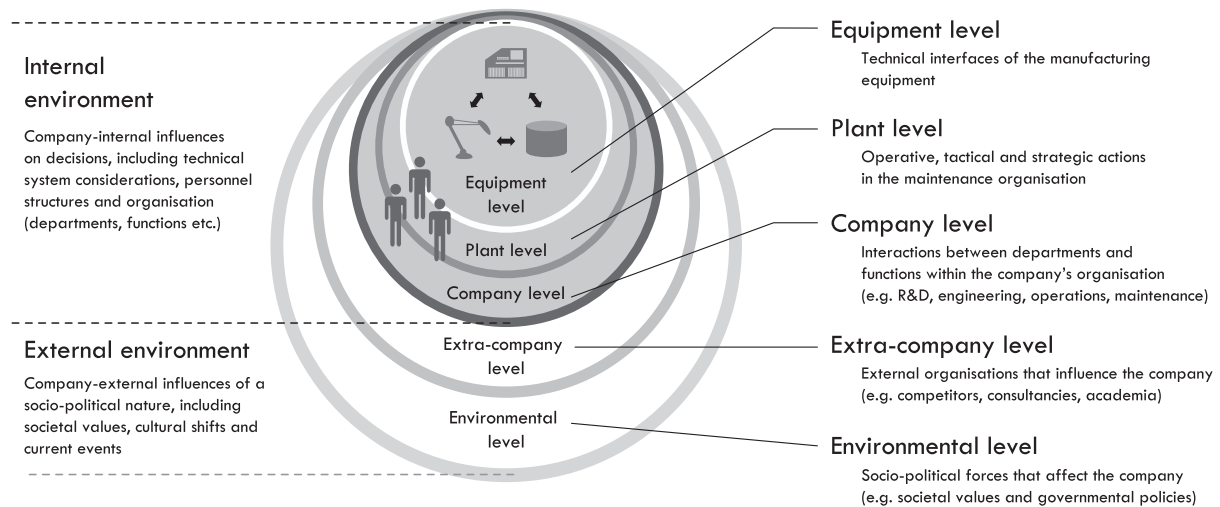 Internal
environment
Company-internal influences
on decisions, including technical
system considerations, personnel
structures and organisation
(departments, functions etc.)
External environment
Company-external influences of a
socio-political nature, including
societal values, cultural shifts and
current events
Equipment
level
Plant level
Company level
Extra-company
level
Environmental
level
Equipment level
Technical interfaces of the manufacturing
equipment
Plant level
Operative, tactical and strategic actions
in the maintenance organisation
Company level
Interactions between departments and
functions within the company's organisation
(e.g. R&D, engineering, operations, maintenance)
Extra-company level
External organisations that influence the company
(e.g. competitors, consultancies, academia)
Environmental level
Socio-political forces that affect the company
(e.g. societal values and governmental policies)